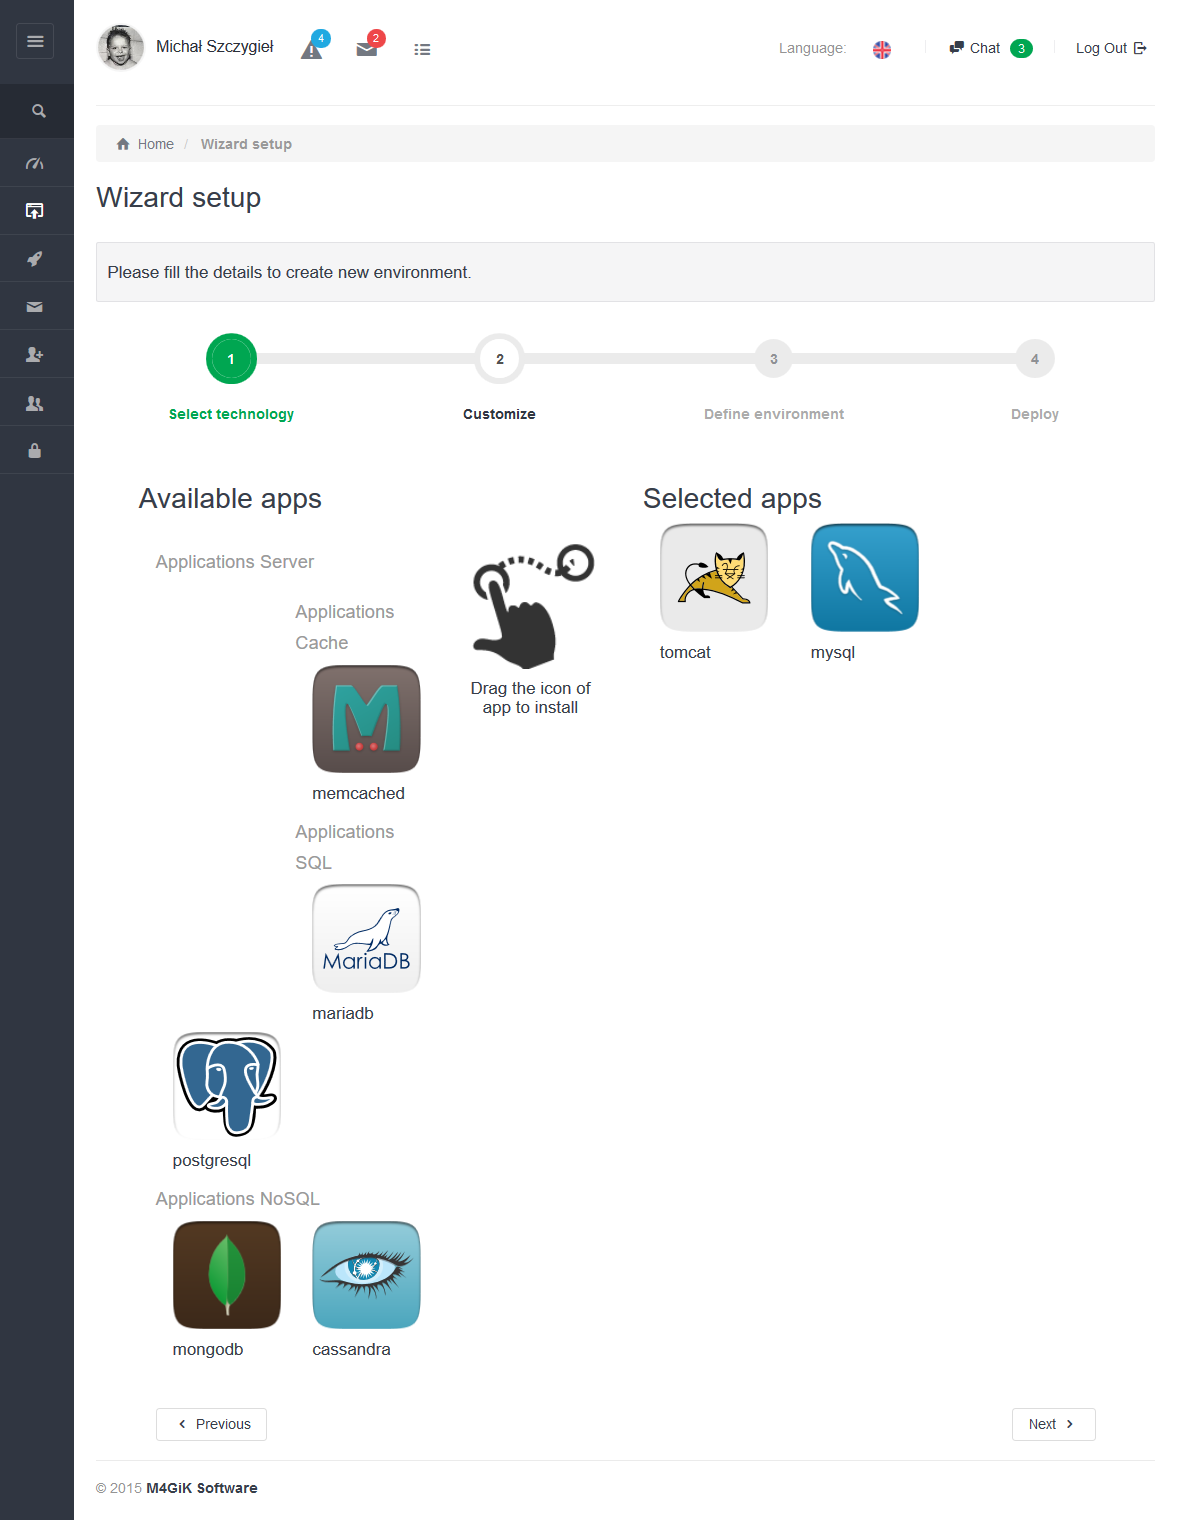 Michał Szczygieł
4
2
Language:
Chat 3
Log Out
Home / Wizard setup
Wizard setup
Please fill the details to create new environment.
1
2
3
4
Select technology
Customize
Define environment
Deploy
Available apps
Selected apps
Applications Server
Applications
Cache
tomcat
mysql
Drag the icon of
app to install
memcached
Applications
SQL
MariaDB
mariadb
postgresql
Applications NoSQL
mongodb
cassandra
Previous
Next
© 2015 M4GiK Software